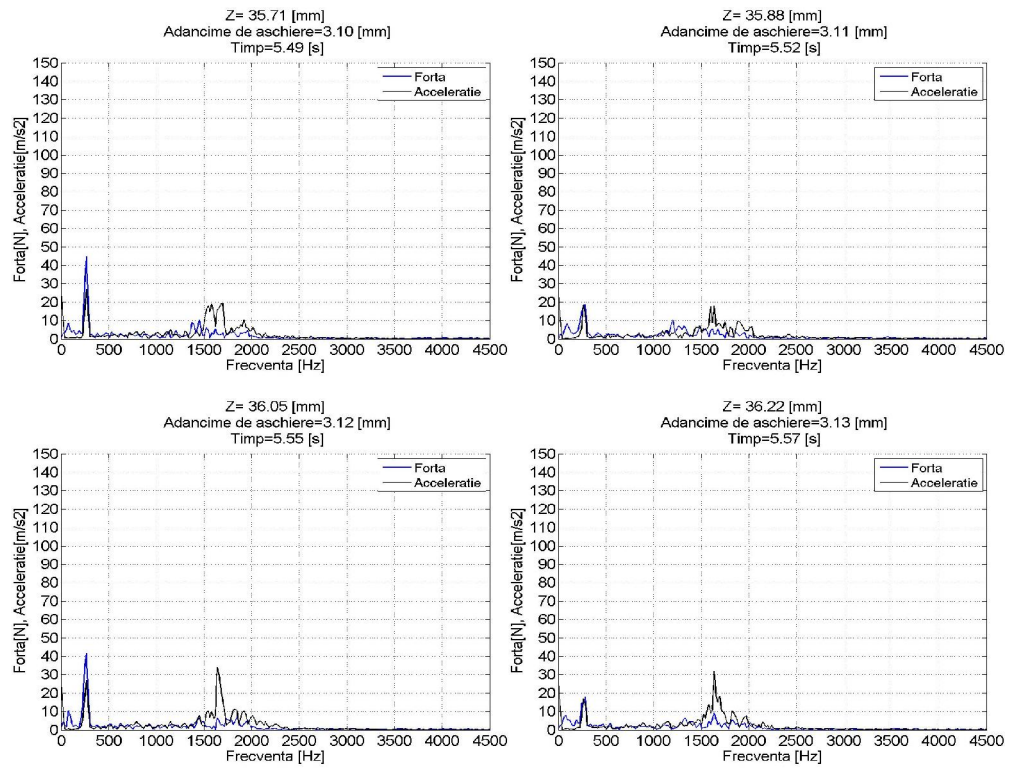 Z= 35.71 [mm]
Adancime de aschiere=3.10 [mm]
Timp=5.49 [s]
150
140
130
120
110
100
90
80
70
60
50
40
30
20
10
0
Forta[N], Acceleratie[m/s2]
Forta
Acceleratie
0 500 1000 1500 2000 2500 3000 3500 4000 4500
Frecventa [Hz]
Z= 35.88 [mm]
Adancime de aschiere=3.11 [mm]
Timp=5.52 [s]
150
140
130
120
110
100
90
80
70
60
50
40
30
20
10
0
Forta[N], Acceleratie[m/s2]
Forta
Acceleratie
0 500 1000 1500 2000 2500 3000 3500 4000 4500
Frecventa [Hz]
Z= 36.05 [mm]
Adancime de aschiere=3.12 [mm]
Timp=5.55 [s]
150
140
130
120
110
100
90
80
70
60
50
40
30
20
10
0
Forta[N], Acceleratie[m/s2]
Forta
Acceleratie
0 500 1000 1500 2000 2500 3000 3500 4000 4500
Frecventa [Hz]
Z= 36.22 [mm]
Adancime de aschiere=3.13 [mm]
Timp=5.57 [s]
150
140
130
120
110
100
90
80
70
60
50
40
30
20
10
0
Forta[N], Acceleratie[m/s2]
Forta
Acceleratie
0 500 1000 1500 2000 2500 3000 3500 4000 4500
Frecventa [Hz]